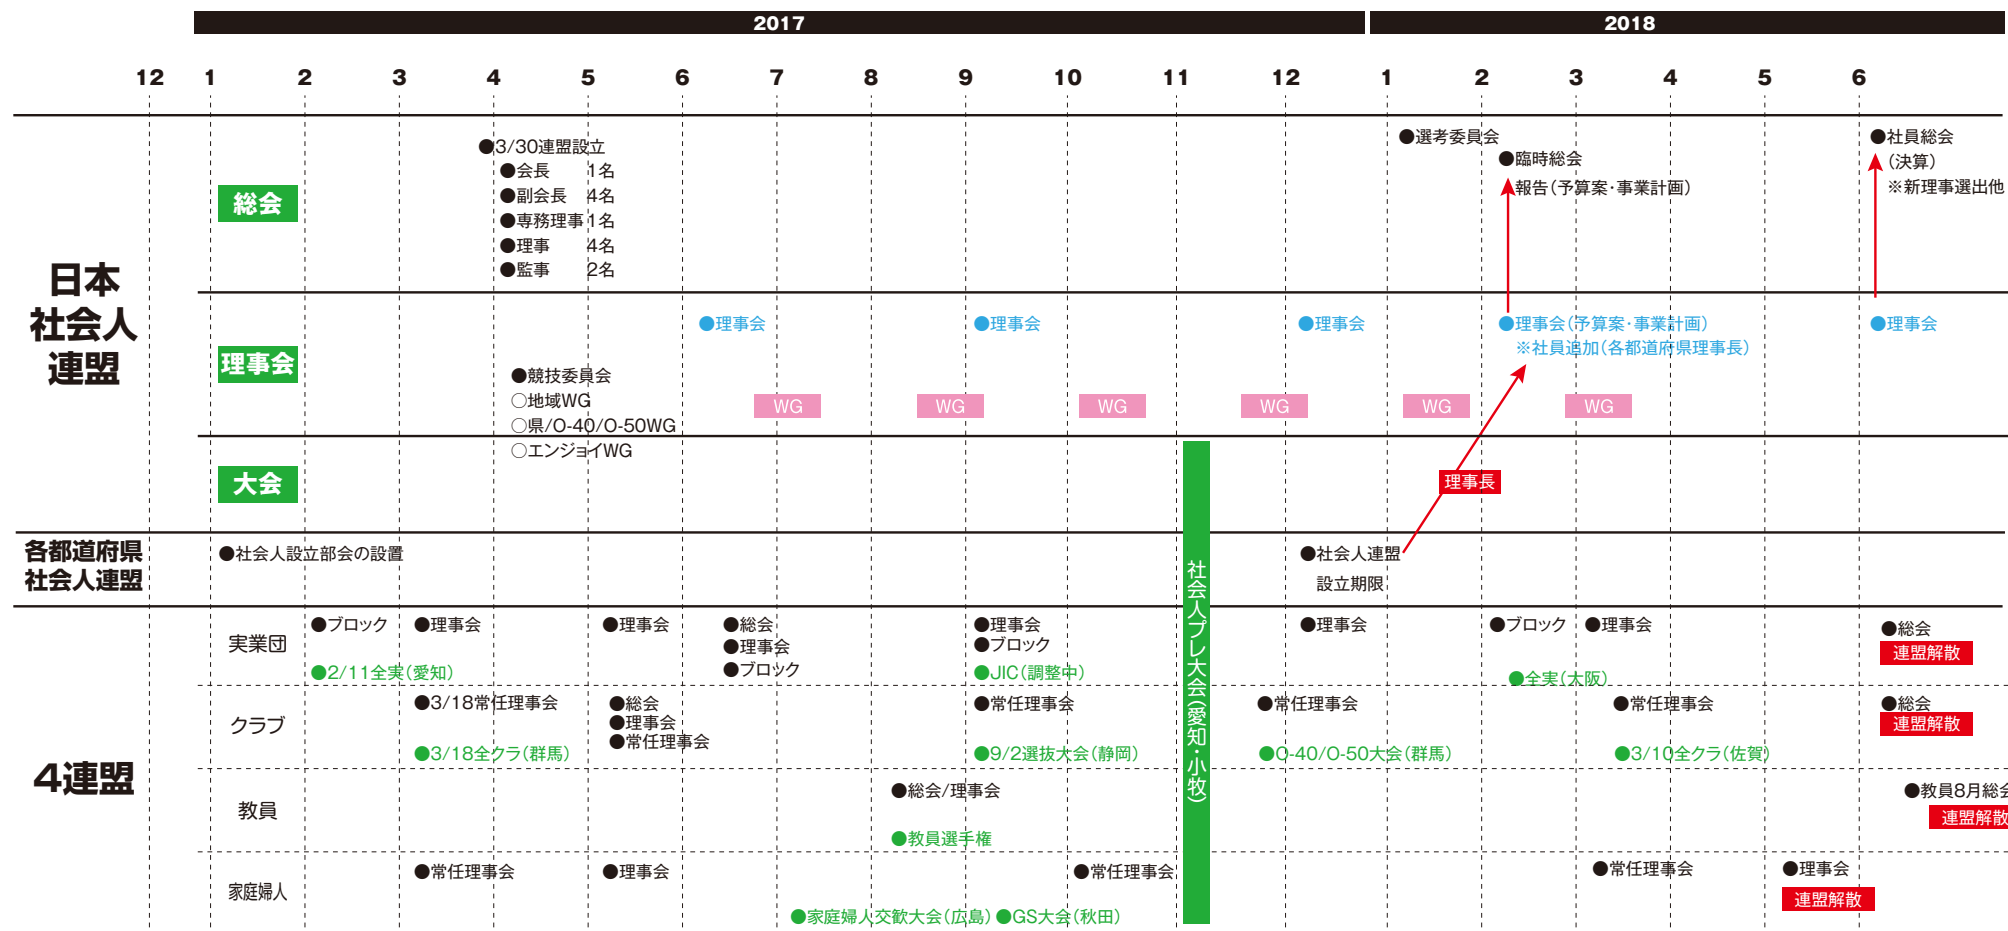 2017
2018
12 1 2 3 4 5 6 7 8 9 10 11 12 1 2 3 4 5 6
日本
社会人
連盟
総会
●3/30連盟設立
●会長 1名
●副会長 4名
●専務理事 1名
●理事 4名
●監事 2名
●選考委員会
●臨時総会
報告(予算案・事業計画)
●社員総会
(決算)
※新理事選出他
理事会
●理事会
●理事会
●理事会
●理事会(予算案・事業計画)
※社員追加(各都道府県理事長)
●理事会
●競技委員会
○地域WG
○県/O-40/O-50WG
○エンジョイWG
WG
WG
WG
WG
WG
WG
大会
理事長
社会人プレ大会(愛知・小牧)
各都道府県
社会人連盟
●社会人設立部会の設置
●社会人連盟
設立期限
4連盟
実業団
●ブロック
●理事会
●理事会
●総会
●理事会
●ブロック
●理事会
●ブロック
●理事会
●ブロック
●理事会
●総会
連盟解散
●2/11全実(愛知)
●JIC(調整中)
●全実(大阪)
クラブ
●3/18常任理事会
●総会
●理事会
●常任理事会
●常任理事会
●常任理事会
●常任理事会
●総会
連盟解散
●3/18全クラ(群馬)
●9/2選抜大会(静岡)
●O-40/O-50大会(群馬)
●3/10全クラ(佐賀)
教員
●総会/理事会
●教員8月総会
連盟解散
●教員選手権
家庭婦人
●常任理事会
●理事会
●常任理事会
●常任理事会
●理事会
連盟解散
●家庭婦人交歓大会(広島)
●GS大会(秋田)